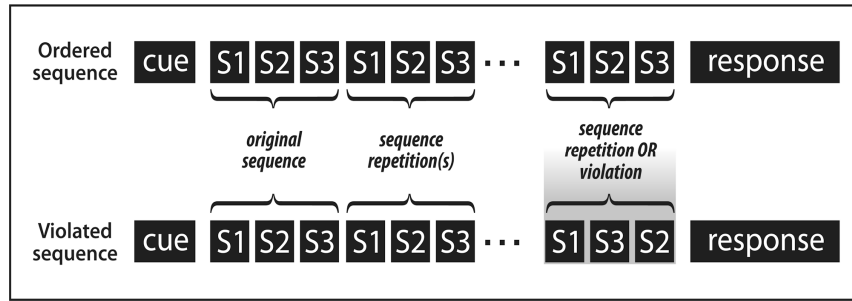 Ordered
sequence
cue S1 S2 S3 S1 S2 S3 ... S1 S2 S3 response
original
sequence
sequence
repetition(s)
sequence
repetition OR
violation
Violated
sequence
cue S1 S2 S3 S1 S2 S3 ... S1 S3 S2 response